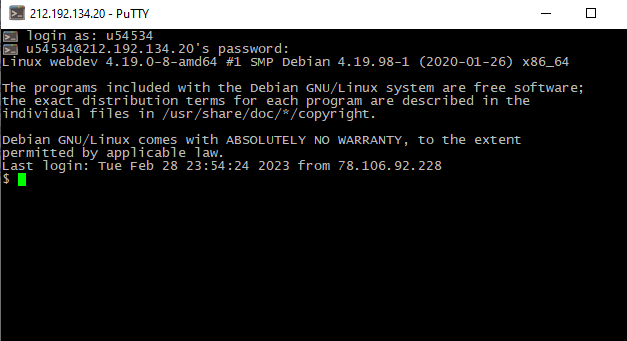 212.192.134.20 - PuTTY
login as: u54534
u54534@212.192.134.20's password:
Linux webdev 4.19.0-8-amd64 #1 SMP Debian 4.19.98-1 (2020-01-26) x86_64
The programs included with the Debian GNU/Linux system are free software;
the exact distribution terms for each program are described in the
individual files in /usr/share/doc/*/copyright.
Debian GNU/Linux comes with ABSOLUTELY NO WARRANTY, to the extent
permitted by applicable law.
Last login: Tue Feb 28 23:54:24 2023 from 78.106.92.228
$